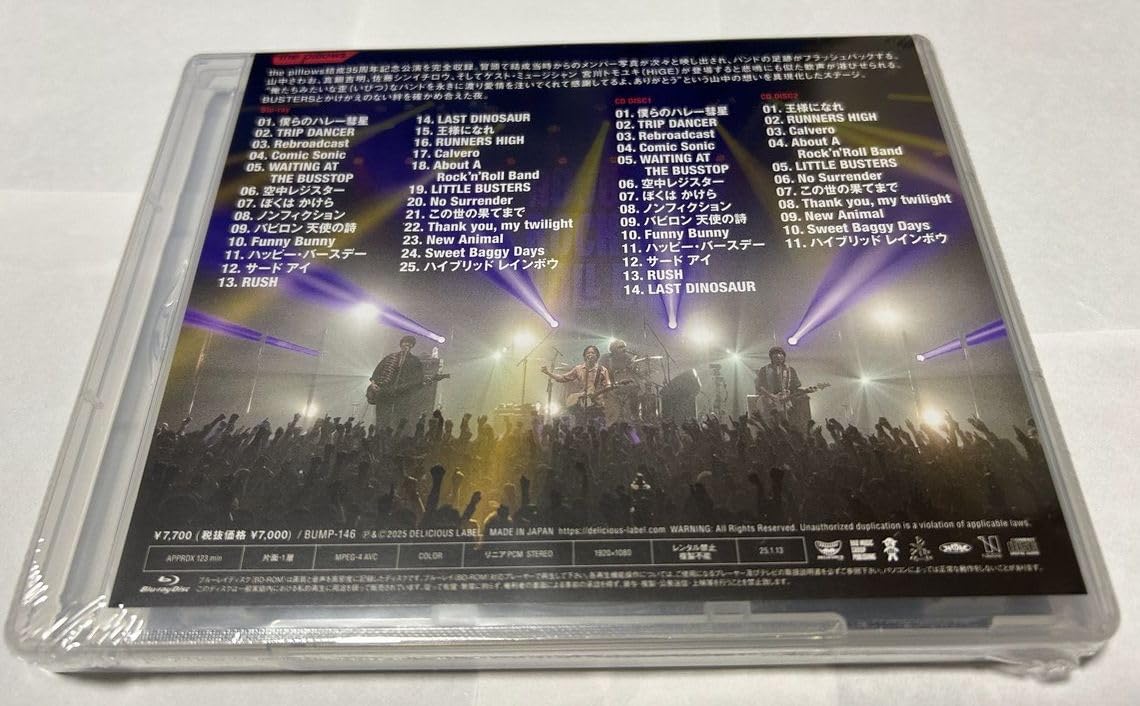 the pillows
the pillows結成35周年記念公演を完全収録。冒頭で結成当時からのメンバー写真が次々と映し出され、バンドの足跡がフラッシュバックする。
山中さわお、真鍋吉明、佐藤シンイチロウ、そしてゲスト・ミュージシャン 宮川トモユキ(HiGE)が登場すると悲鳴にも似た歓声が浴びせられる。
"俺たちみたいな歪(いびつ)なバンドを永きに渡り愛情を注いでくれて感謝してるよ、ありがとう"という山中の想いを具現化したステージ。
BUSTERSとかけがえのない絆を確かめ合えた夜。
Blu-ray
01. 僕らのハレー彗星
02. TRIP DANCER
03. Rebroadcast
04. Comic Sonic
05. WAITING AT
THE BUSSTOP
06. 空中レジスター
07. ぼくは かけら
08. ノンフィクション
09. バビロン 天使の詩
10. Funny Bunny
11. ハッピー・バースデー
12. サード アイ
13. RUSH
14. LAST DINOSAUR
15. 王様になれ
16. RUNNERS HIGH
17. Calvero
18. About A
Rock'n'Roll Band
19. LITTLE BUSTERS
20. No Surrender
21. この世の果てまで
22. Thank you, my twilight
23. New Animal
24. Sweet Baggy Days
25. ハイブリッド レインボウ
CD DISC1
01. 僕らのハレー彗星
02. TRIP DANCER
03. Rebroadcast
04. Comic Sonic
05. WAITING AT
THE BUSSTOP
06. 空中レジスター
07. ぼくは かけら
08. ノンフィクション
09. バビロン 天使の詩
10. Funny Bunny
11. ハッピー・バースデー
12. サード アイ
13. RUSH
14. LAST DINOSAUR
CD DISC2
01. 王様になれ
02. RUNNERS HIGH
03. Calvero
04. About A
Rock'n'Roll Band
05. LITTLE BUSTERS
06. No Surrender
07. この世の果てまで
08. Thank you, my twilight
09. New Animal
10. Sweet Baggy Days
11. ハイブリッド レインボウ
¥7,700 (税抜価格 ¥7,000) / BUMP-146 Ⓟ&©2025 DELICIOUS LABEL MADE IN JAPAN https://delicious-label.com WARNING: All Rights Reserved. Unauthorized duplication is a violation of applicable laws.
APPROX 123 min
片面・1層
MPEG-4 AVC
COLOR
リニアPCM STEREO
1920×1080
レンタル禁止
複製不能
25.1.13
Blu-ray Disc